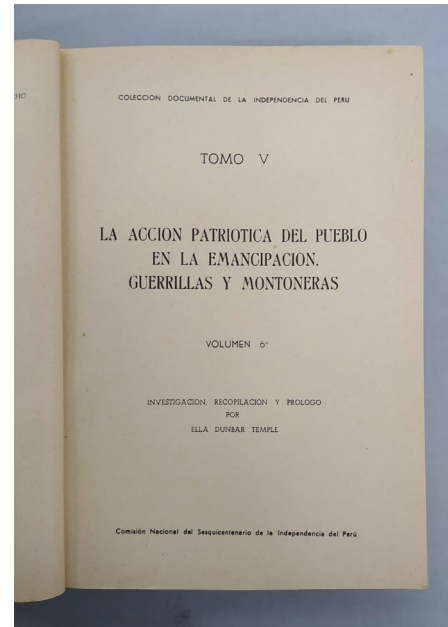 CHO
COLECCION DOCUMENTAL DE LA INDEPENDENCIA DEL PERU
TOMO V
LA ACCION PATRIOTICA DEL PUEBLO
EN LA EMANCIPACION.
GUERRILLAS Y MONTONERAS
VOLUMEN 6°
INVESTIGACION, RECOPILACION Y PROLOGO
POR
ELLA DUNBAR TEMPLE
Comisión Nacional del Sesquicentenario de la Independencia del Perú